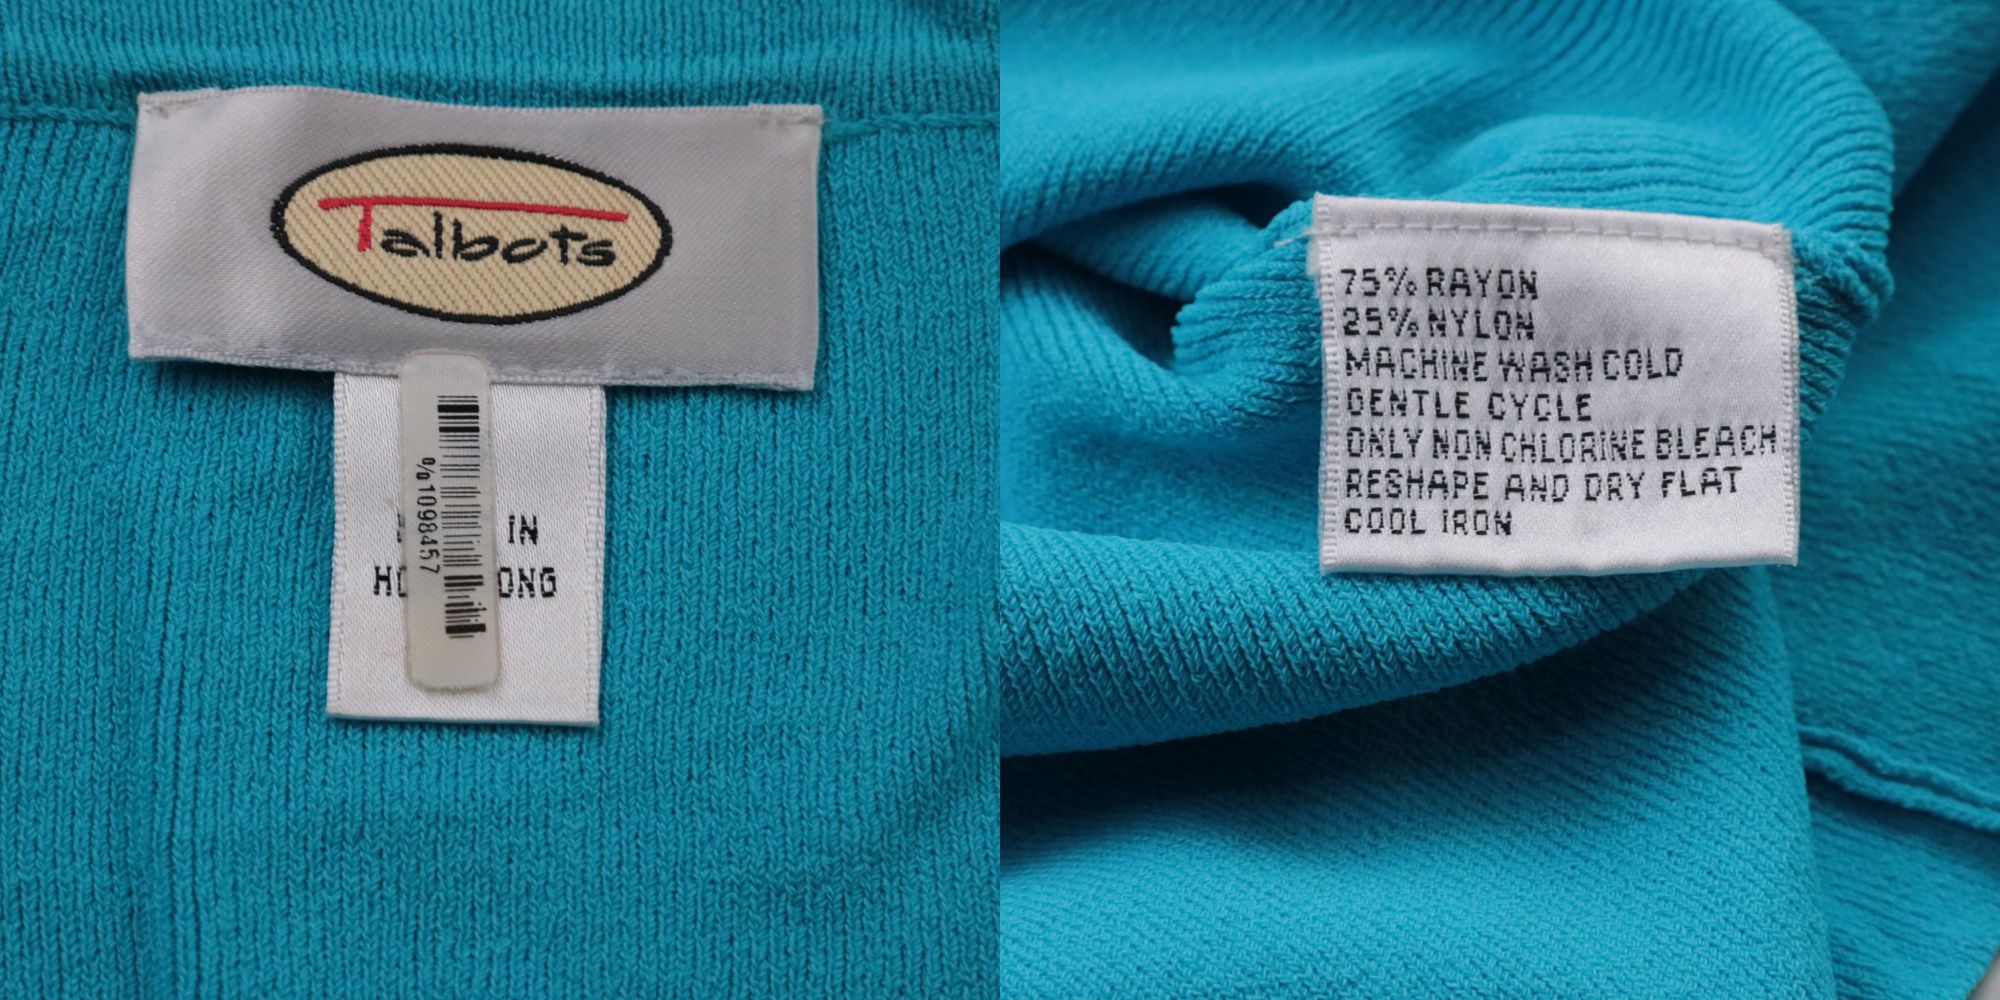 Talbots
%1098457
IN
75% RAYON
25% NYLON
MACHINE WASH COLD
GENTLE CYCLE
ONLY NON CHLORINE BLEACH
RESHAPE AND DRY FLAT
COOL IRON